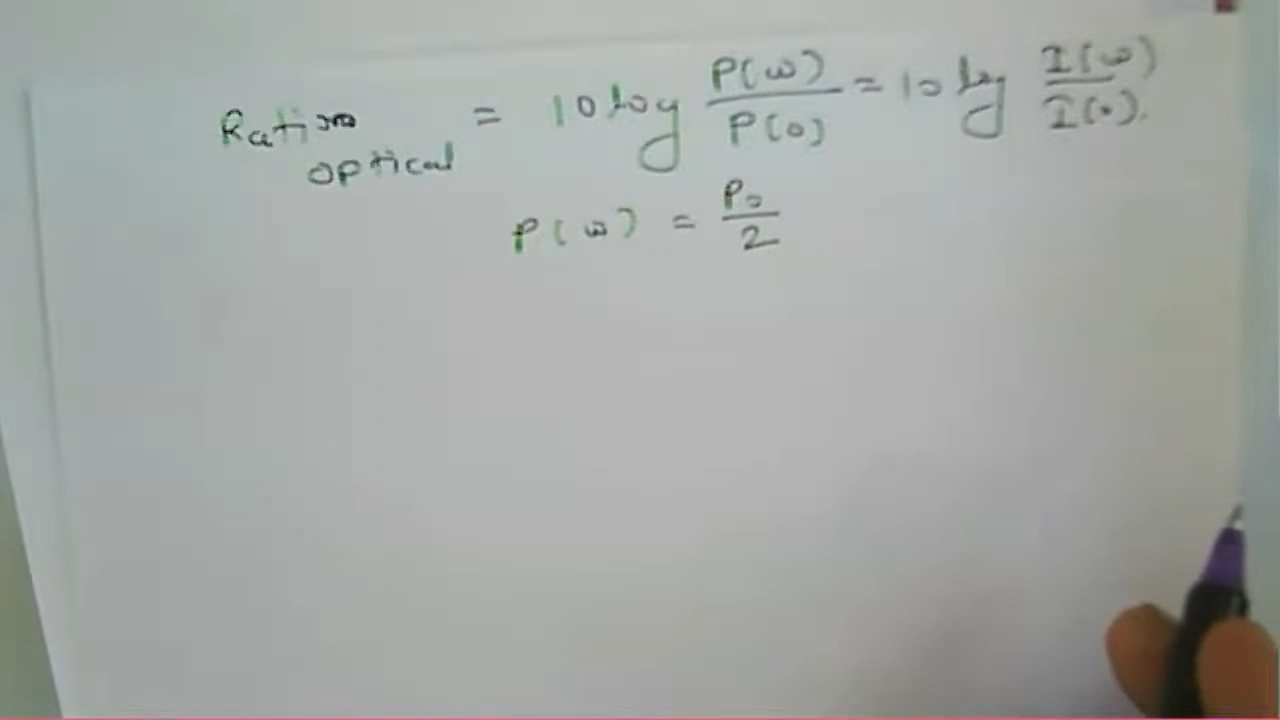 Ratio optical = 10 log P(ω)/P(0) = 10 log I(ω)/I(0).
P(ω) = P0/2